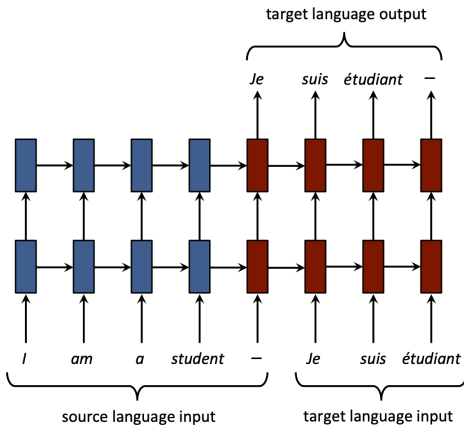 target language output
Je suis étudiant –
I am a student – Je suis étudiant
source language input target language input